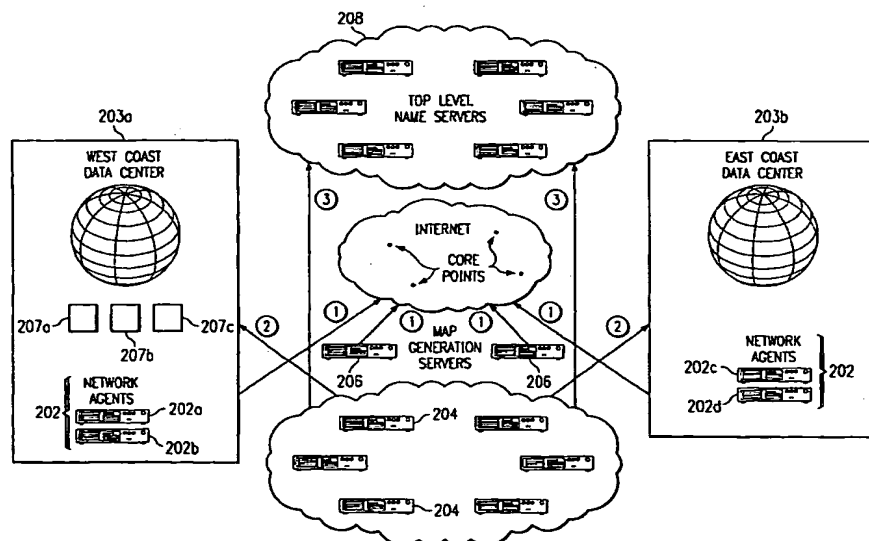 208
TOP LEVEL
NAME SERVERS
203a
WEST COAST
DATA CENTER
203b
EAST COAST
DATA CENTER
3
3
INTERNET
CORE
POINTS
207a
207b
207c
2
1
1
1
1
2
MAP
GENERATION
SERVERS
206
206
NETWORK
AGENTS
202
202a
202b
NETWORK
AGENTS
202c
202d
202
204
204